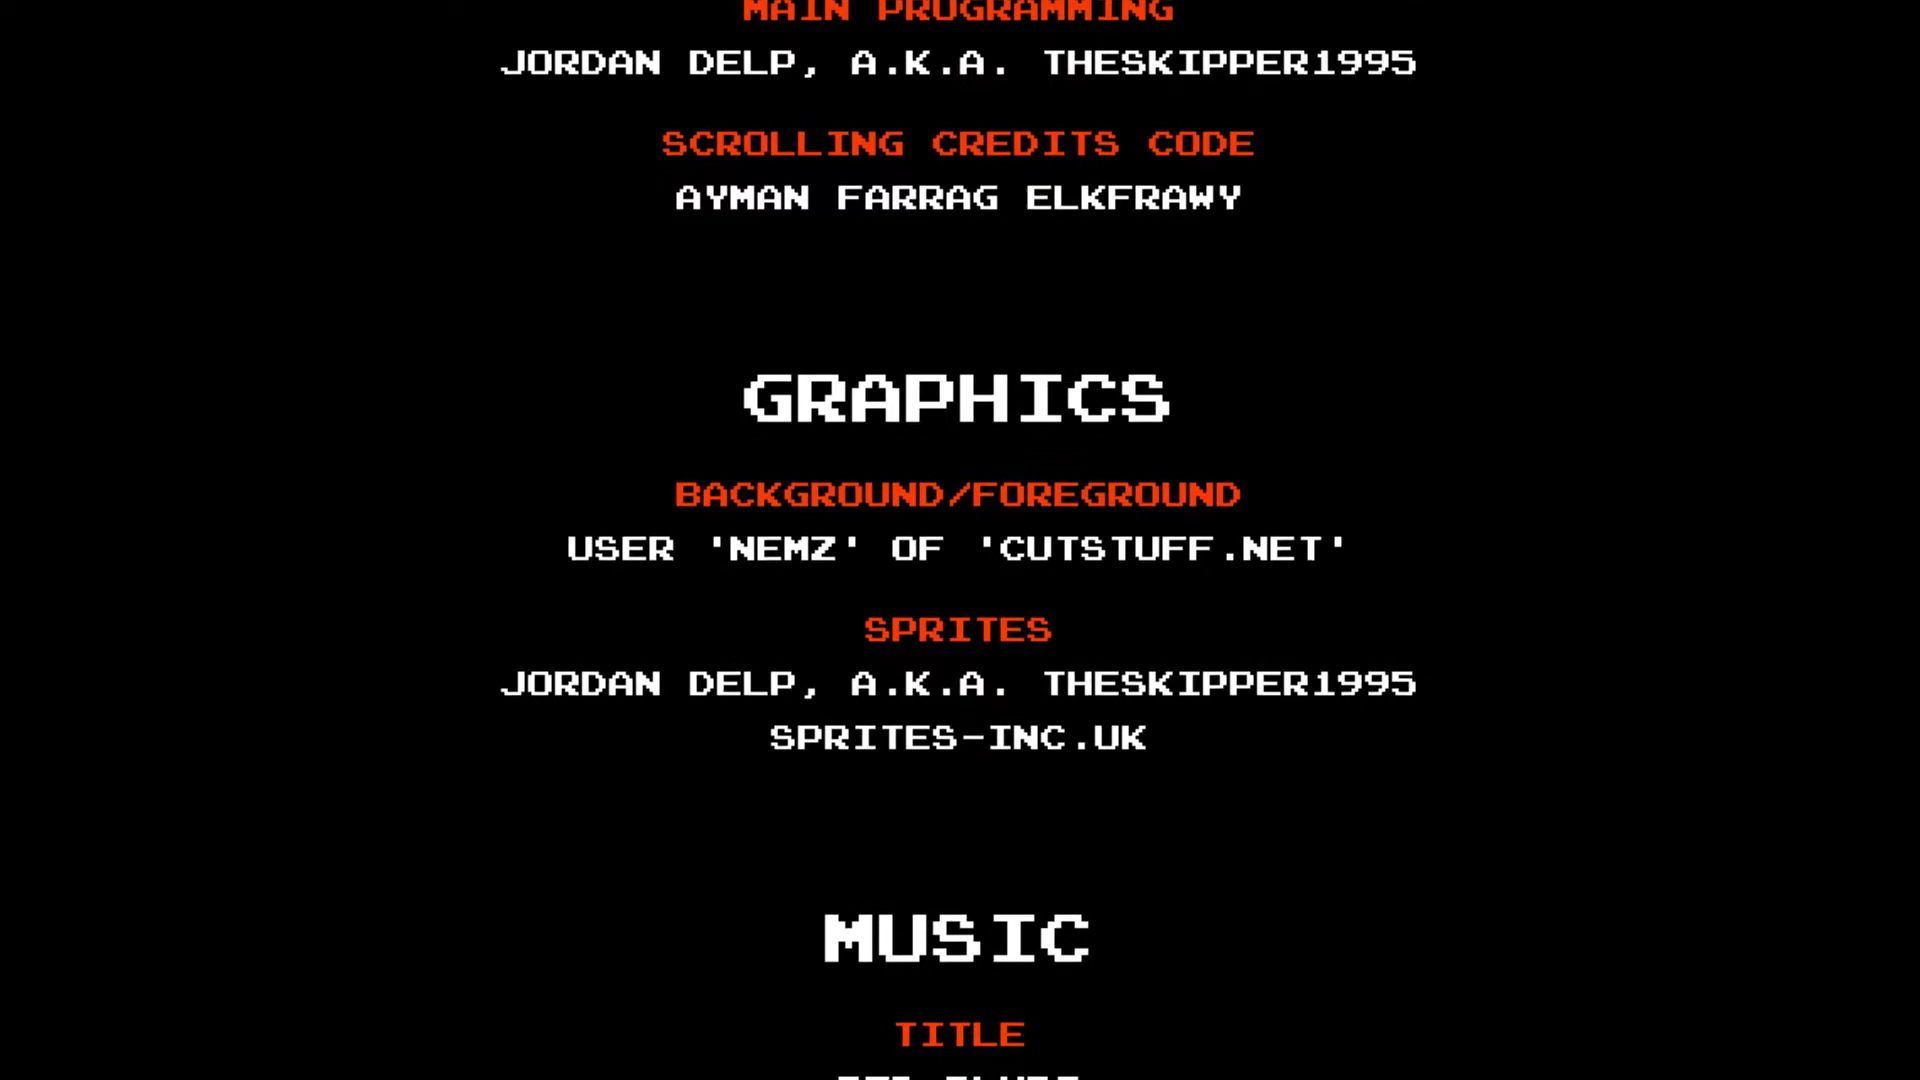 MAIN PROGRAMMING
JORDAN DELP, A.K.A. THESKIPPER1995
SCROLLING CREDITS CODE
AYMAN FARRAG ELKFRAWY
GRAPHICS
BACKGROUND/FOREGROUND
USER 'NEMZ' OF 'CUTSTUFF.NET'
SPRITES
JORDAN DELP, A.K.A. THESKIPPER1995
SPRITES-INC.UK
MUSIC
TITLE